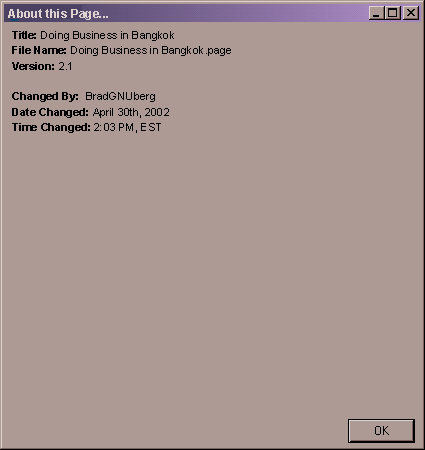 About this Page...
Title: Doing Business in Bangkok
File Name: Doing Business in Bangkok.page
Version: 2.1
Changed By: BradGNUberg
Date Changed: April 30th, 2002
Time Changed: 2:03 PM, EST
OK